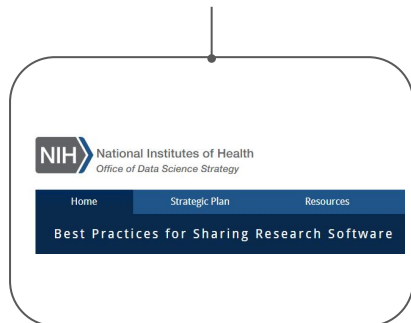 NIH National Institutes of Health
Office of Data Science Strategy
Home Strategic Plan Resources
Best Practices for Sharing Research Software